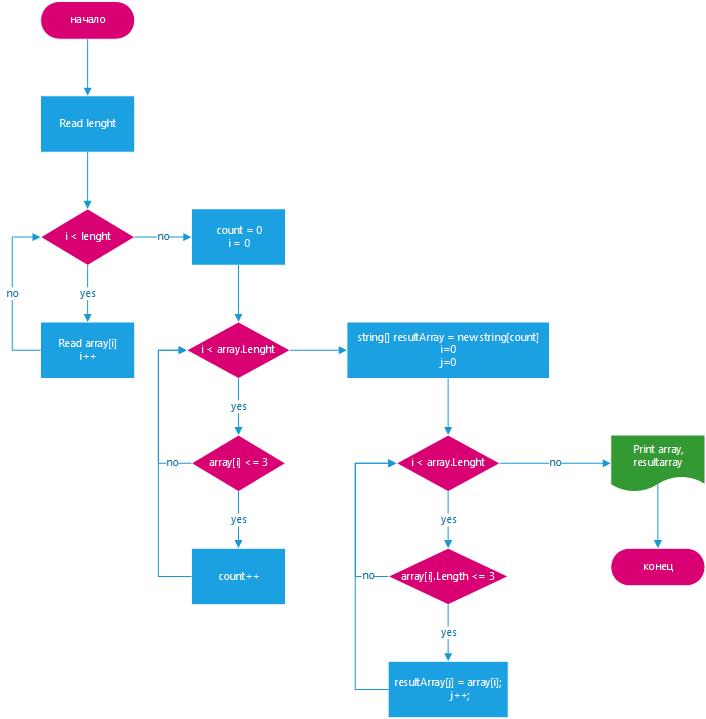 начало
Read lenght
i < lenght
no
yes
no
Read array[i]
i++
count = 0
i = 0
i < array.Lenght
yes
array[i] <= 3
no
yes
count++
string[] resultArray = new string[count]
i=0
j=0
i < array.Lenght
no
yes
array[i].Length <= 3
no
yes
resultArray[j] = array[i];
j++;
Print array,
resultarray
конец